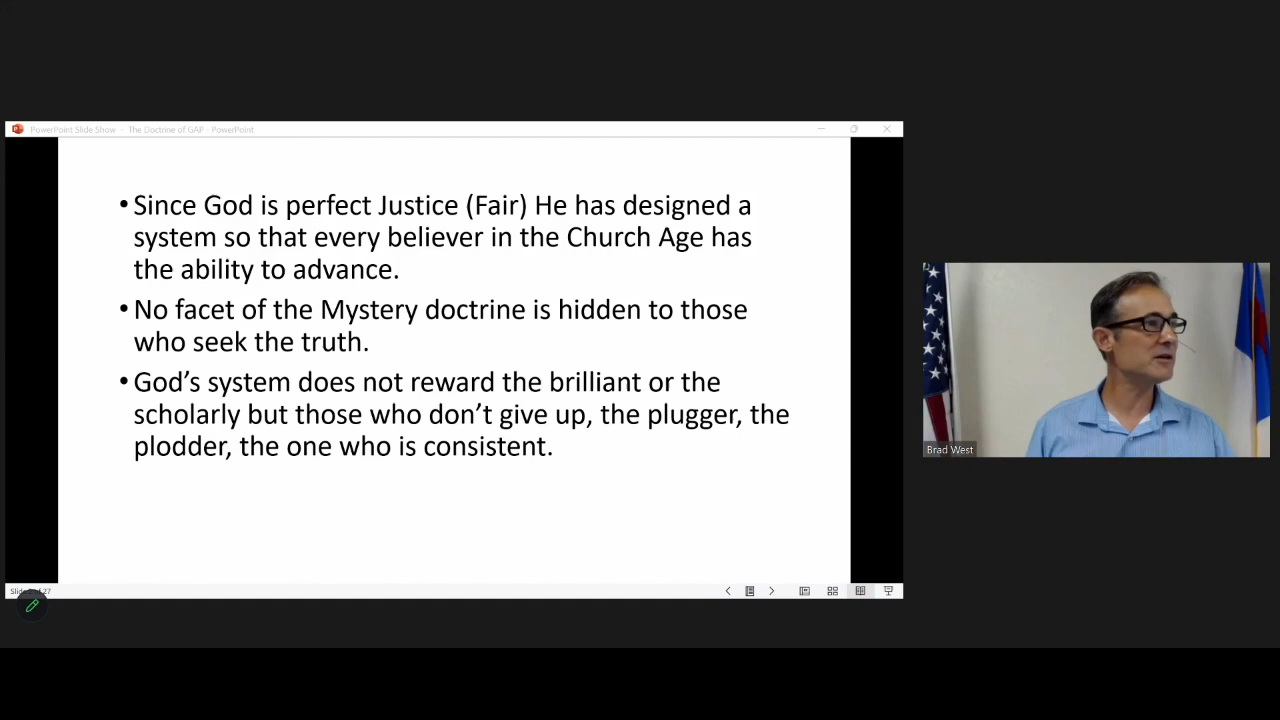 PowerPoint Slide Show - The Doctrine of GAP - PowerPoint
• Since God is perfect Justice (Fair) He has designed a
system so that every believer in the Church Age has
the ability to advance.
• No facet of the Mystery doctrine is hidden to those
who seek the truth.
• God’s system does not reward the brilliant or the
scholarly but those who don’t give up, the plugger, the
plodder, the one who is consistent.
Brad West
of 27